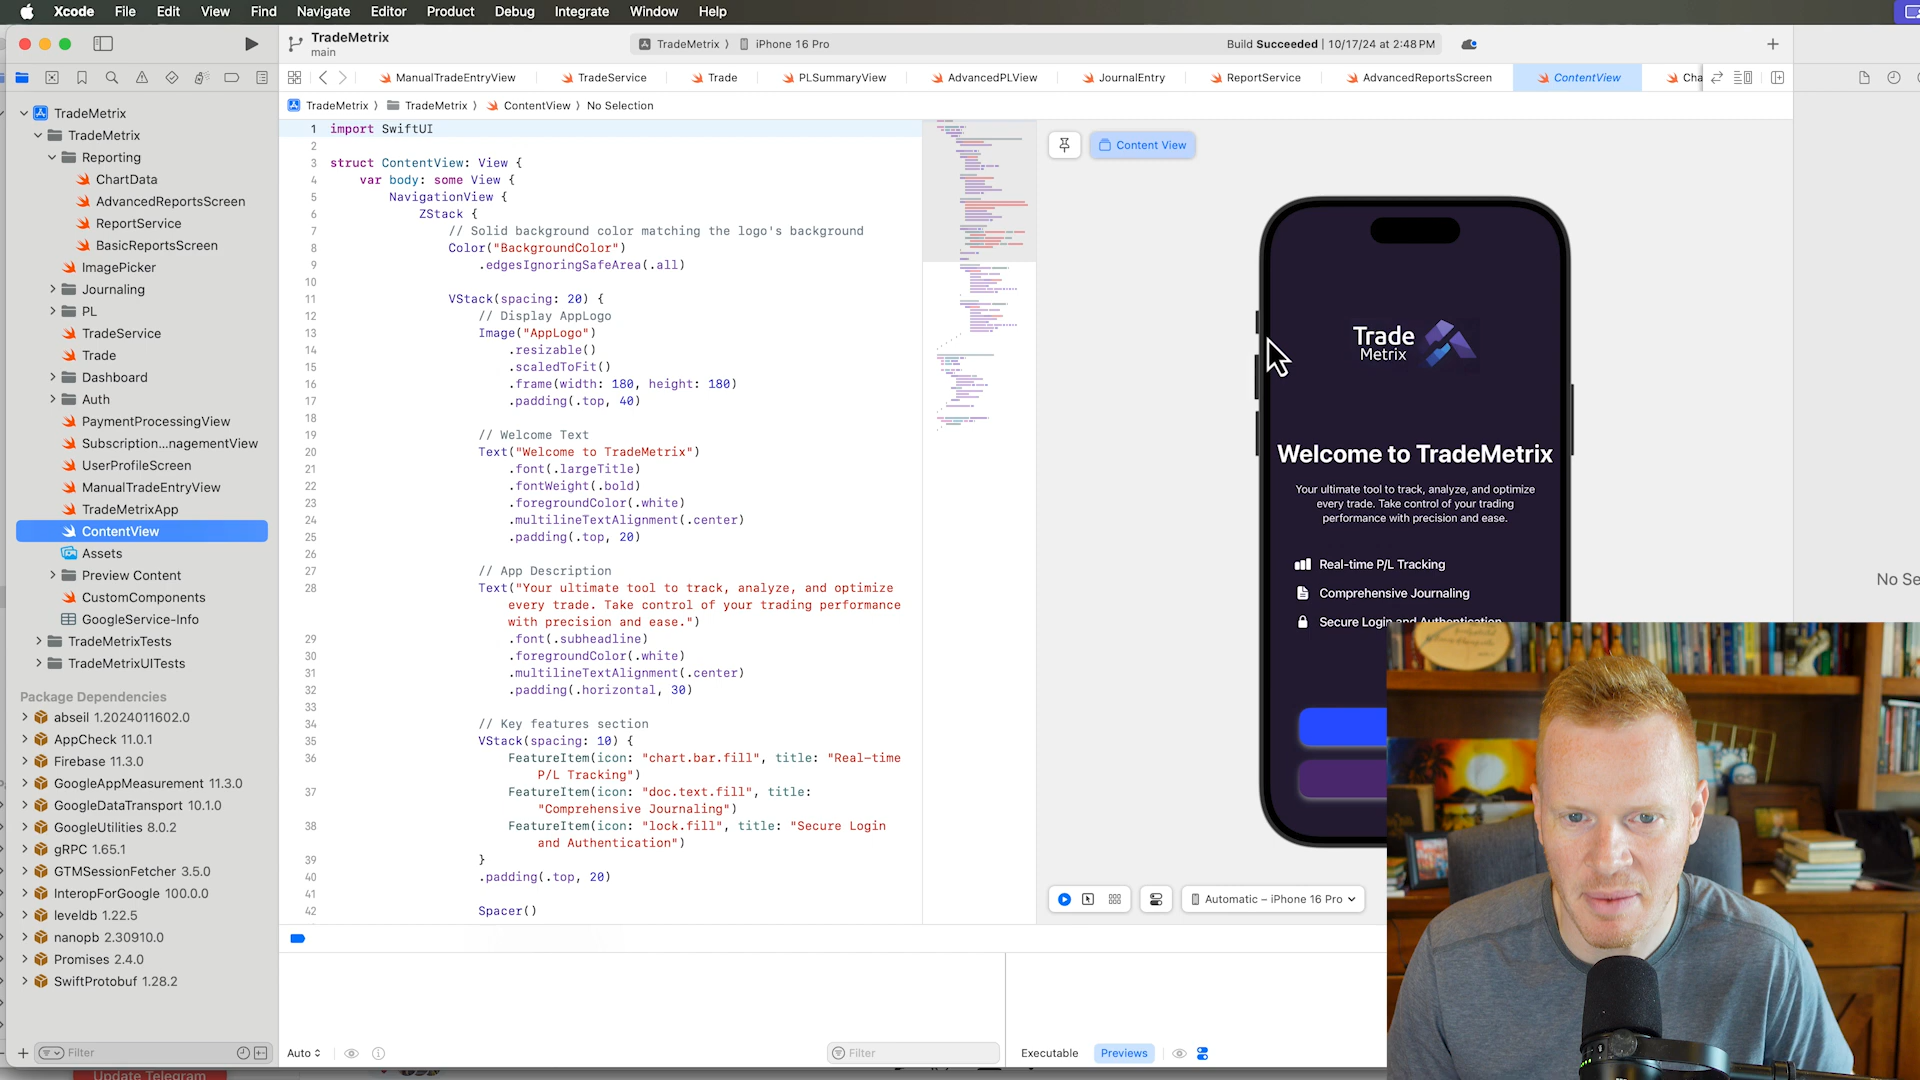 Xcode File Edit View Find Navigate Editor Product Debug Integrate Window Help
TradeMetrix
main
TradeMetrix 〉 iPhone 16 Pro
Build Succeeded | 10/17/24 at 2:48 PM
ManualTradeEntryView TradeService Trade PLSummaryView AdvancedPLView JournalEntry ReportService AdvancedReportsScreen ContentView Cha
TradeMetrix 〉 TradeMetrix 〉 ContentView 〉 No Selection
TradeMetrix
TradeMetrix
Reporting
ChartData
AdvancedReportsScreen
ReportService
BasicReportsScreen
ImagePicker
Journaling
PL
TradeService
Trade
Dashboard
Auth
PaymentProcessingView
Subscription...nagementView
UserProfileScreen
ManualTradeEntryView
TradeMetrixApp
ContentView
Assets
Preview Content
CustomComponents
GoogleService-Info
TradeMetrixTests
TradeMetrixUITests
Package Dependencies
abseil 1.2024011602.0
AppCheck 11.0.1
Firebase 11.3.0
GoogleAppMeasurement 11.3.0
GoogleDataTransport 10.1.0
GoogleUtilities 8.0.2
gRPC 1.65.1
GTMSessionFetcher 3.5.0
InteropForGoogle 100.0.0
leveldb 1.22.5
nanopb 2.30910.0
Promises 2.4.0
SwiftProtobuf 1.28.2
Filter
1 import SwiftUI
2
3 struct ContentView: View {
4 var body: some View {
5 NavigationView {
6 ZStack {
7 // Solid background color matching the logo's background
8 Color("BackgroundColor")
9 .edgesIgnoringSafeArea(.all)
10
11 VStack(spacing: 20) {
12 // Display AppLogo
13 Image("AppLogo")
14 .resizable()
15 .scaledToFit()
16 .frame(width: 180, height: 180)
17 .padding(.top, 40)
18
19 // Welcome Text
20 Text("Welcome to TradeMetrix")
21 .font(.largeTitle)
22 .fontWeight(.bold)
23 .foregroundColor(.white)
24 .multilineTextAlignment(.center)
25 .padding(.top, 20)
26
27 // App Description
28 Text("Your ultimate tool to track, analyze, and optimize
every trade. Take control of your trading performance
with precision and ease.")
29 .font(.subheadline)
30 .foregroundColor(.white)
31 .multilineTextAlignment(.center)
32 .padding(.horizontal, 30)
33
34 // Key features section
35 VStack(spacing: 10) {
36 FeatureItem(icon: "chart.bar.fill", title: "Real-time
P/L Tracking")
37 FeatureItem(icon: "doc.text.fill", title:
"Comprehensive Journaling")
38 FeatureItem(icon: "lock.fill", title: "Secure Login
and Authentication")
39 }
40 .padding(.top, 20)
41
42 Spacer()
Content View
Trade
Metrix
Welcome to TradeMetrix
Your ultimate tool to track, analyze, and optimize
every trade. Take control of your trading
performance with precision and ease.
Real-time P/L Tracking
Comprehensive Journaling
Secure Login and Authentication
Automatic – iPhone 16 Pro
No Se
Auto
Filter
Executable Previews
Update Telegram